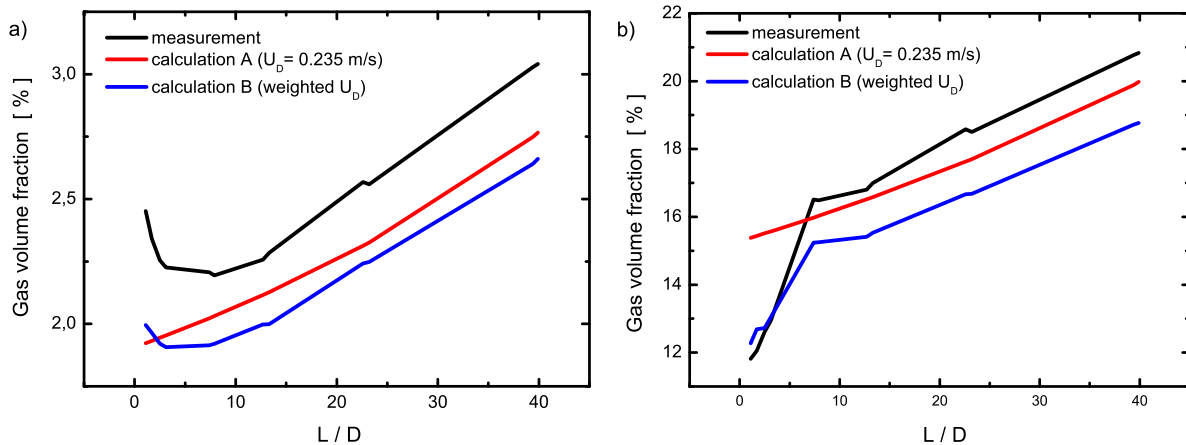 a)
measurement
calculation A (U_D= 0.235 m/s)
calculation B (weighted U_D)
Gas volume fraction [ % ]
3,0
2,5
2,0
0
10
20
30
40
L / D
b)
measurement
calculation A (U_D= 0.235 m/s)
calculation B (weighted U_D)
Gas volume fraction [ % ]
22
20
18
16
14
12
0
10
20
30
40
L / D